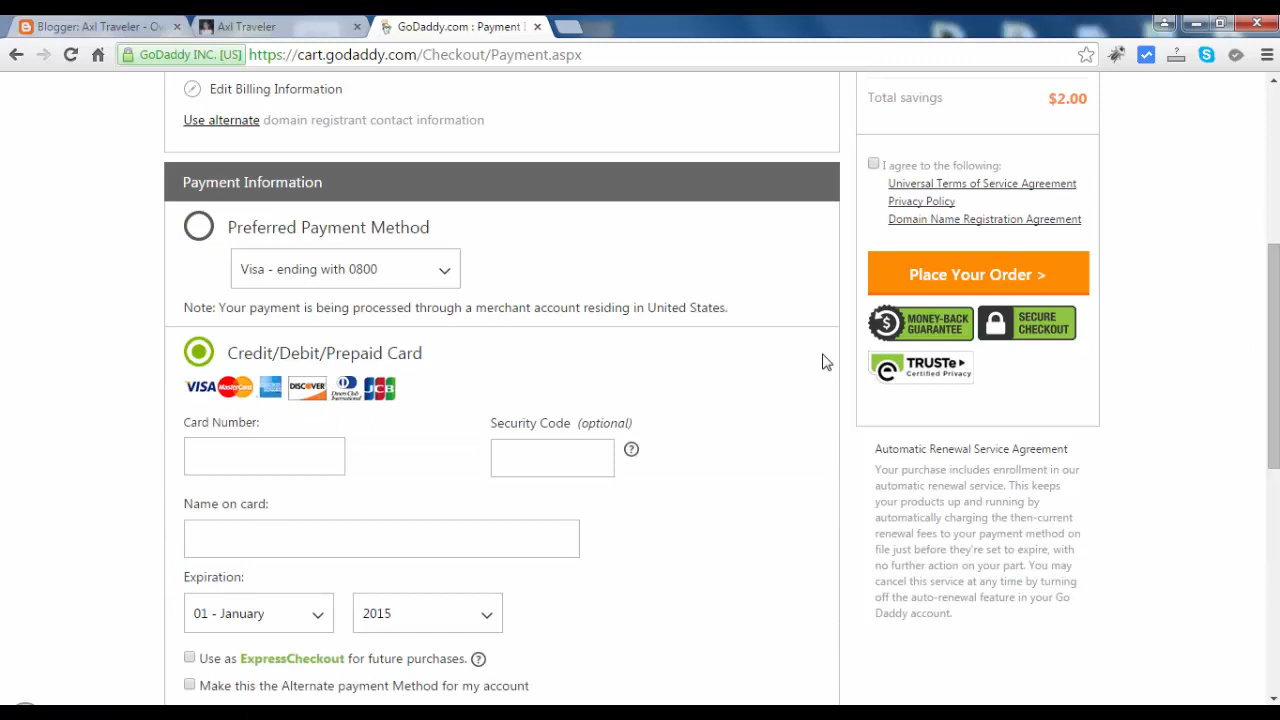 Blogger: Axl Traveler - Ov
Axl Traveler
GoDaddy.com : Payment
GoDaddy INC. [US]
https://cart.godaddy.com/Checkout/Payment.aspx
Edit Billing Information
Use alternate domain registrant contact information
Payment Information
Preferred Payment Method
Visa - ending with 0800
Note: Your payment is being processed through a merchant account residing in United States.
Credit/Debit/Prepaid Card
VISA MasterCard DISCOVER Diners Club International JCB
Card Number:
Security Code (optional)
?
Name on card:
Expiration:
01 - January
2015
Use as ExpressCheckout for future purchases. ?
Make this the Alternate payment Method for my account
Total savings $2.00
I agree to the following:
Universal Terms of Service Agreement
Privacy Policy
Domain Name Registration Agreement
Place Your Order >
MONEY-BACK GUARANTEE
SECURE CHECKOUT
TRUSTe
Certified Privacy
Automatic Renewal Service Agreement
Your purchase includes enrollment in our
automatic renewal service. This keeps
your products up and running by
automatically charging the then-current
renewal fees to your payment method on
file just before they're set to expire, with
no further action on your part. You may
cancel this service at any time by turning
off the auto-renewal feature in your Go
Daddy account.